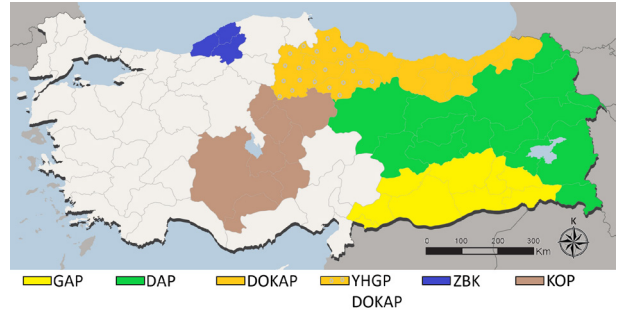 K
0 100 200 300
Km
GAP DAP DOKAP YHGP ZBK KOP
DOKAP